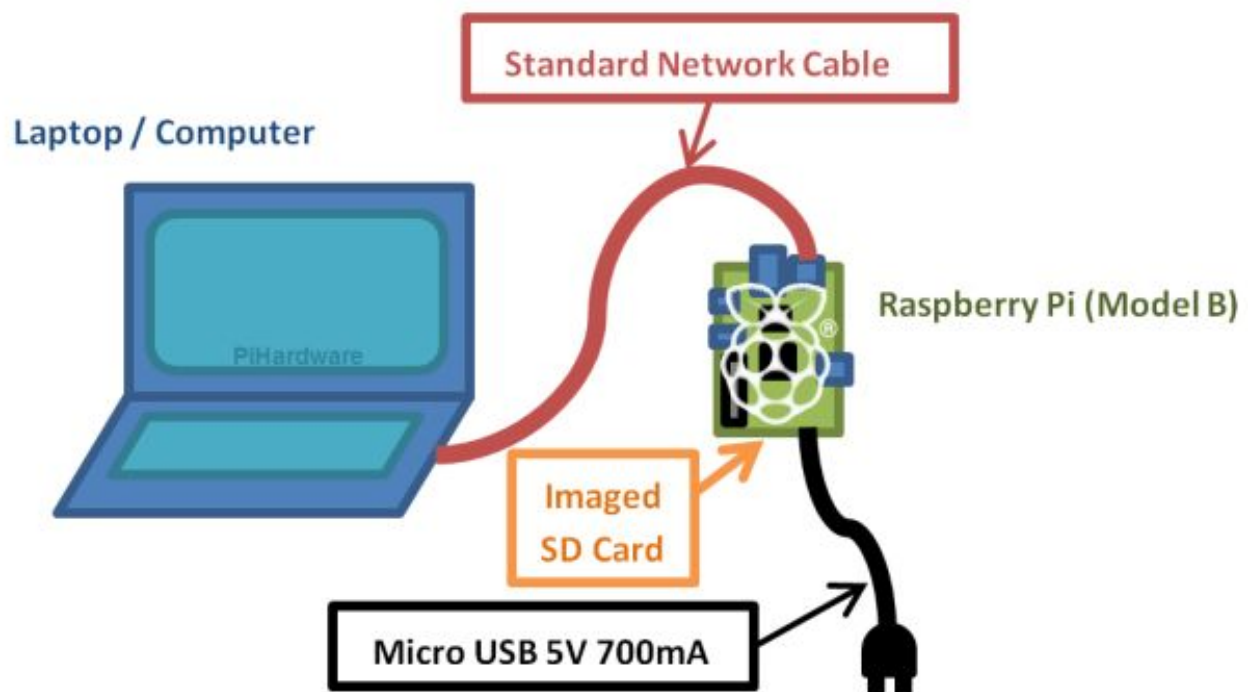 Standard Network Cable
Laptop / Computer
PiHardware
Raspberry Pi (Model B)
®
Imaged
SD Card
Micro USB 5V 700mA